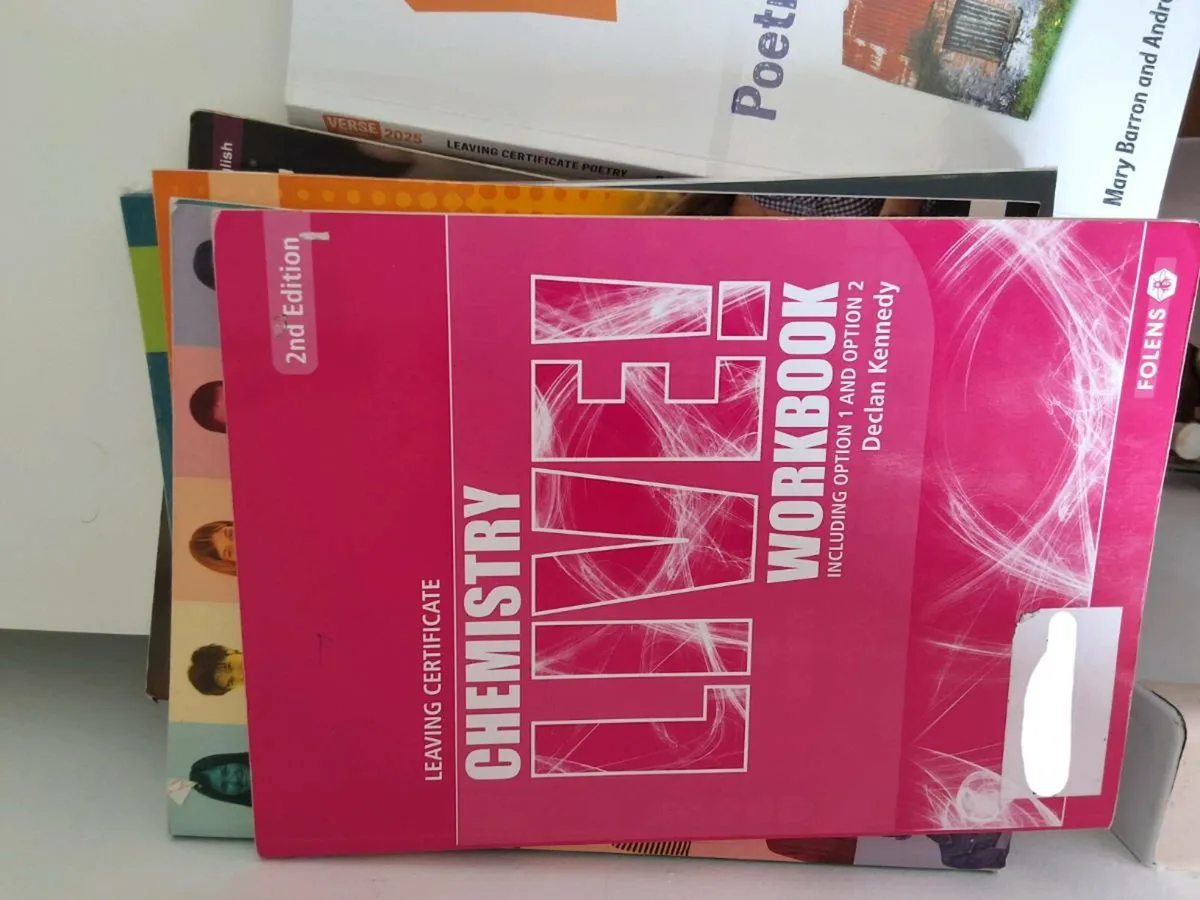 2nd Edition
LEAVING CERTIFICATE
CHEMISTRY
LIVE!
WORKBOOK
INCLUDING OPTION 1 AND OPTION 2
Declan Kennedy
FOLENS
VERSE 2025
LEAVING CERTIFICATE POETRY
Mary Barron and